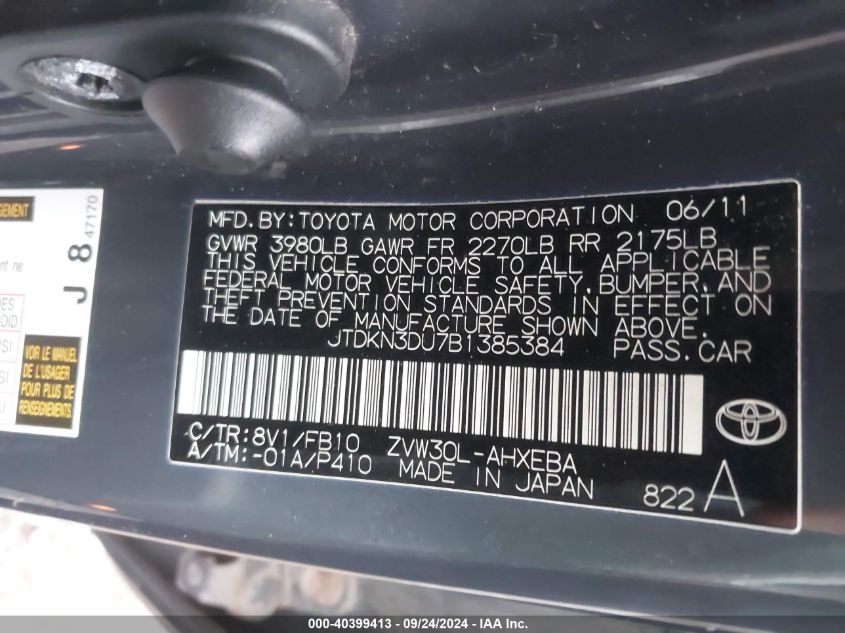 MFD. BY: TOYOTA MOTOR CORPORATION 06/11
GVWR 3980LB GAWR FR 2270LB RR 2175LB
THIS VEHICLE CONFORMS TO ALL APPLICABLE
FEDERAL MOTOR VEHICLE SAFETY, BUMPER, AND
THEFT PREVENTION STANDARDS IN EFFECT ON
THE DATE OF MANUFACTURE SHOWN ABOVE.
JTDKN3DU7B1385384 PASS. CAR
C/TR: 8V1/FB10 ZVW30L-AHXEBA
A/TM: -01A/P410 MADE IN JAPAN
822 A
J 8
47170
VOIR LE MANUEL
DE L'USAGER
POUR PLUS DE
RENSEIGNEMENTS
000-40399413 - 09/24/2024 - IAA Inc.